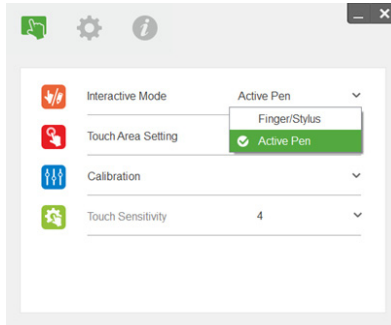 Interactive Mode Active Pen
Finger/Stylus
Touch Area Setting
Active Pen
Calibration
Touch Sensitivity 4